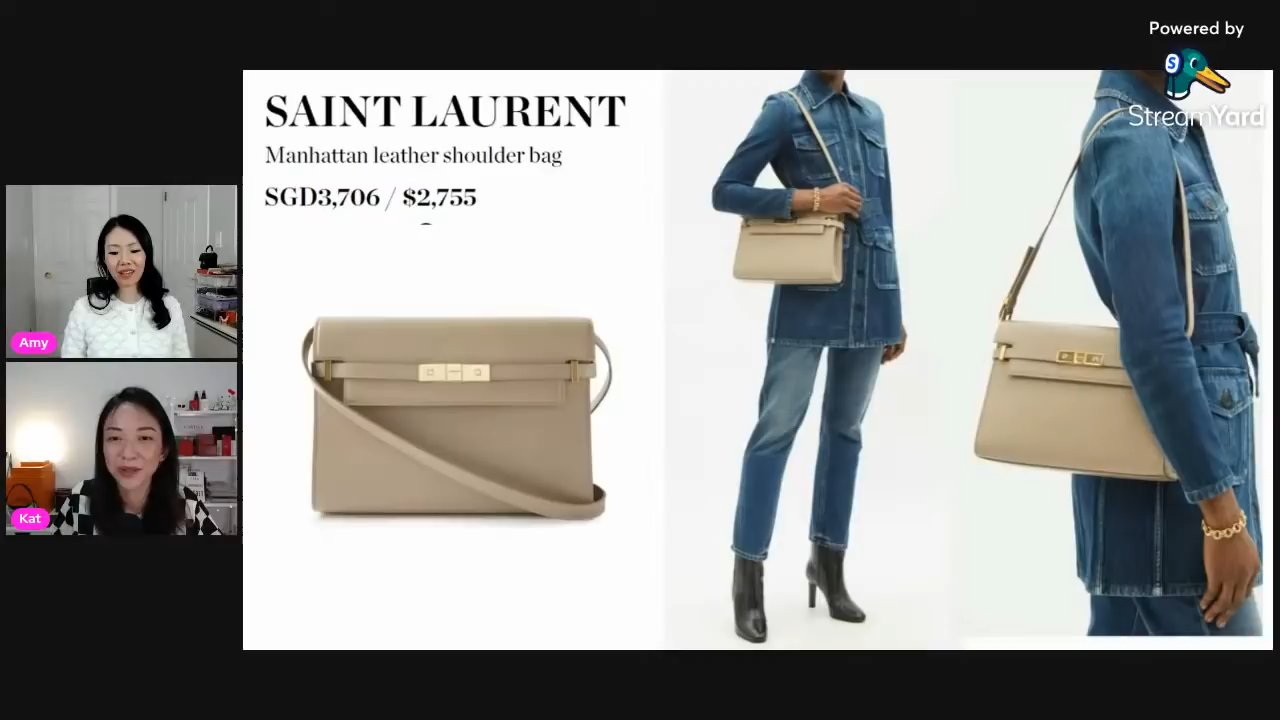 Powered by
S
StreamYard
SAINT LAURENT
Manhattan leather shoulder bag
SGD3,706 / $2,755
Amy
Kat